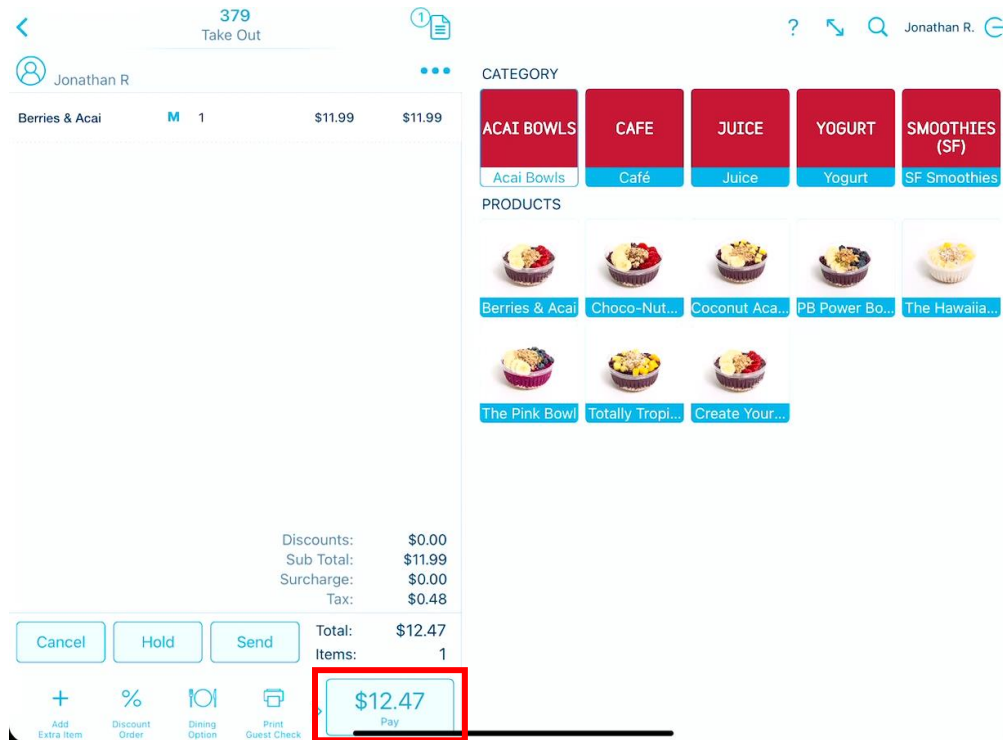 379
Take Out
1
Jonathan R
Berries & Acai M 1 $11.99 $11.99
Discounts: $0.00
Sub Total: $11.99
Surcharge: $0.00
Tax: $0.48
Total: $12.47
Items: 1
Cancel Hold Send
Add
Extra Item
%
Discount
Order
Dining
Option
Print
Guest Check
$12.47
Pay
? Jonathan R.
CATEGORY
ACAI BOWLS
CAFE
JUICE
YOGURT
SMOOTHIES
(SF)
Acai Bowls Café Juice Yogurt SF Smoothies
PRODUCTS
Berries & Acai Choco-Nut... Coconut Aca... PB Power Bo... The Hawaiia...
The Pink Bowl Totally Tropi... Create Your...